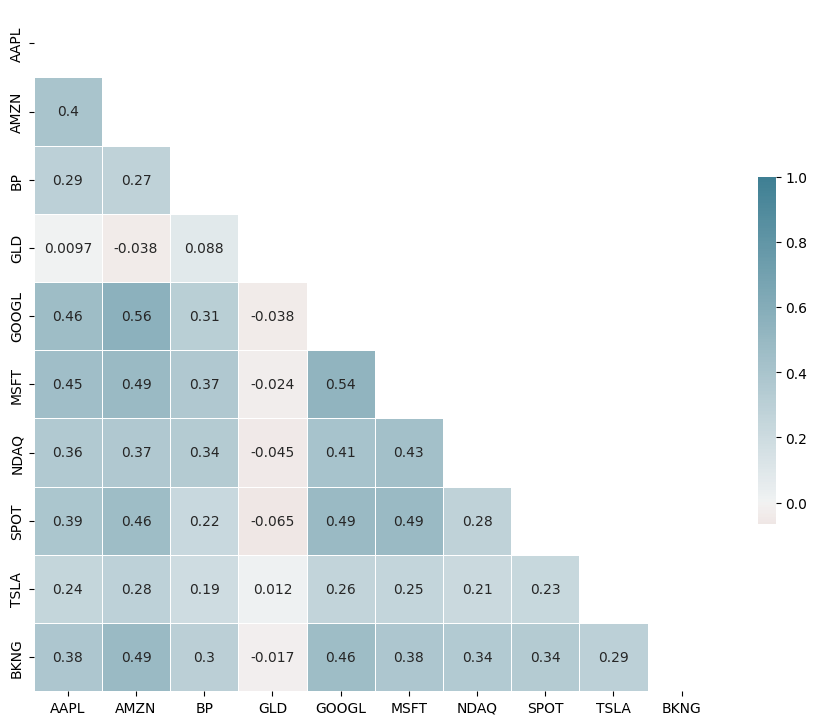 AAPL
AMZN 0.4
BP 0.29 0.27
GLD 0.0097 -0.038 0.088
GOOGL 0.46 0.56 0.31 -0.038
MSFT 0.45 0.49 0.37 -0.024 0.54
NDAQ 0.36 0.37 0.34 -0.045 0.41 0.43
SPOT 0.39 0.46 0.22 -0.065 0.49 0.49 0.28
TSLA 0.24 0.28 0.19 0.012 0.26 0.25 0.21 0.23
BKNG 0.38 0.49 0.3 -0.017 0.46 0.38 0.34 0.34 0.29
AAPL AMZN BP GLD GOOGL MSFT NDAQ SPOT TSLA BKNG
1.0
0.8
0.6
0.4
0.2
0.0